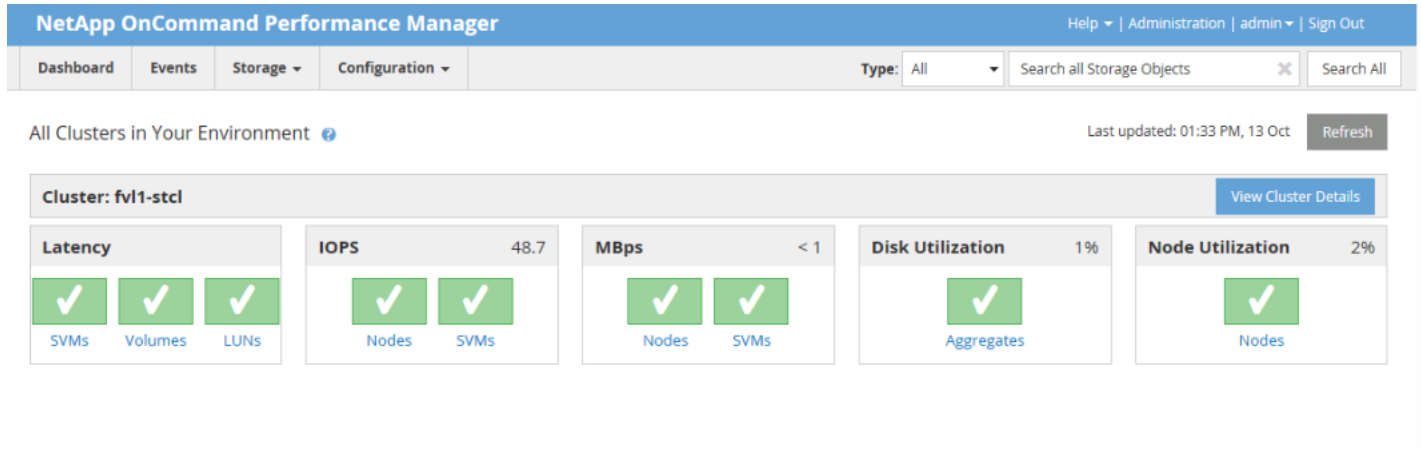 NetApp OnCommand Performance Manager
Help | Administration | admin | Sign Out
Dashboard Events Storage Configuration Type: All Search all Storage Objects Search All
All Clusters in Your Environment Last updated: 01:33 PM, 13 Oct Refresh
Cluster: fvl1-stcl View Cluster Details
Latency IOPS 48.7 MBps < 1 Disk Utilization 1% Node Utilization 2%
SVMs Volumes LUNs Nodes SVMs Nodes SVMs Aggregates Nodes